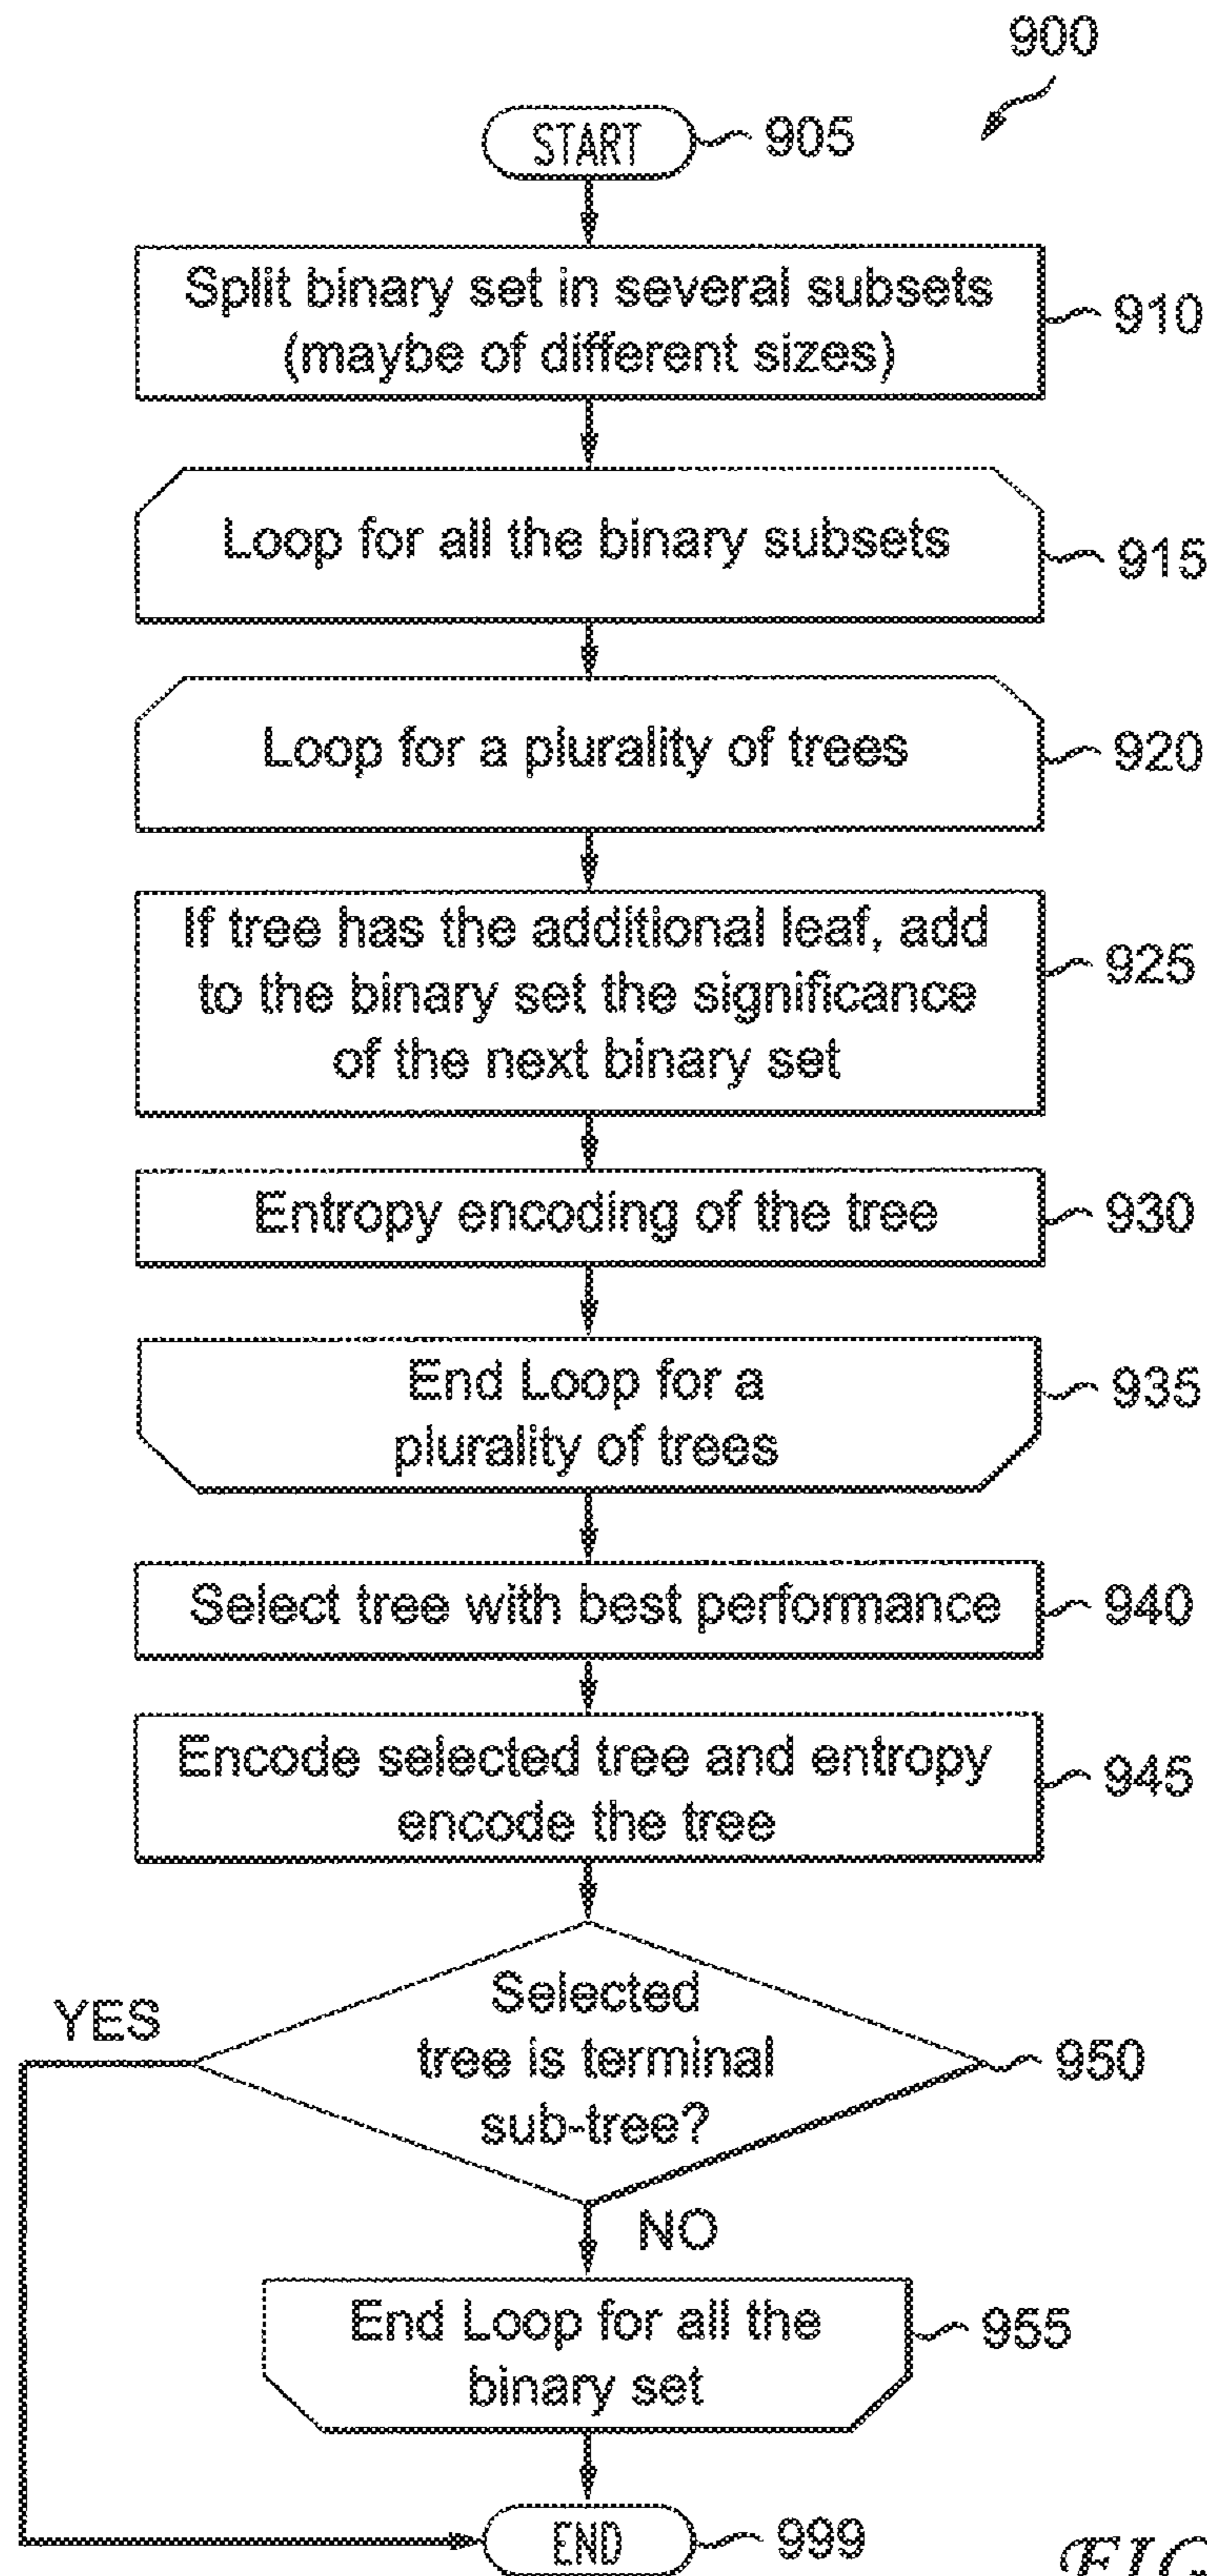 900
START
905
Split binary set in several subsets
(maybe of different sizes)
910
Loop for all the binary subsets
915
Loop for a plurality of trees
920
If tree has the additional leaf, add
to the binary set the significance
of the next binary set
925
Entropy encoding of the tree
930
End Loop for a
plurality of trees
935
Select tree with best performance
940
Encode selected tree and entropy
encode the tree
945
Selected
tree is terminal
sub-tree?
950
YES
NO
End Loop for all the
binary set
955
END
999